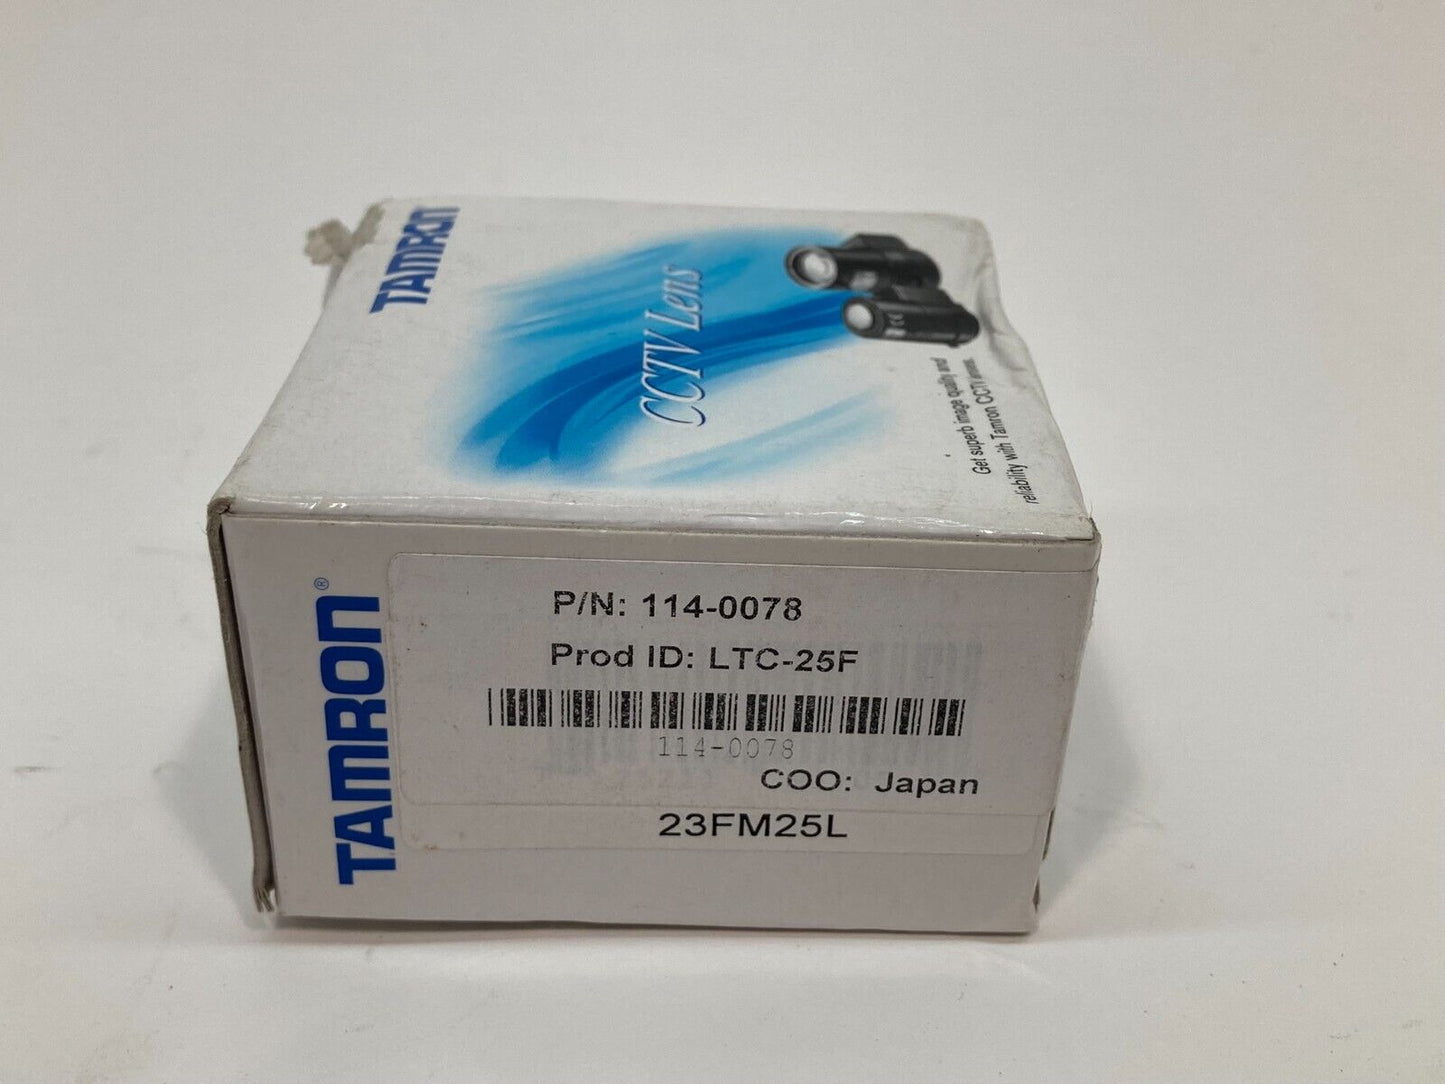 TAMRON
CCTV Lens
Get superb image quality and
reliability with Tamron CCTV lenses.
TAMRON®
P/N: 114-0078
Prod ID: LTC-25F
114-0078
COO: Japan
23FM25L